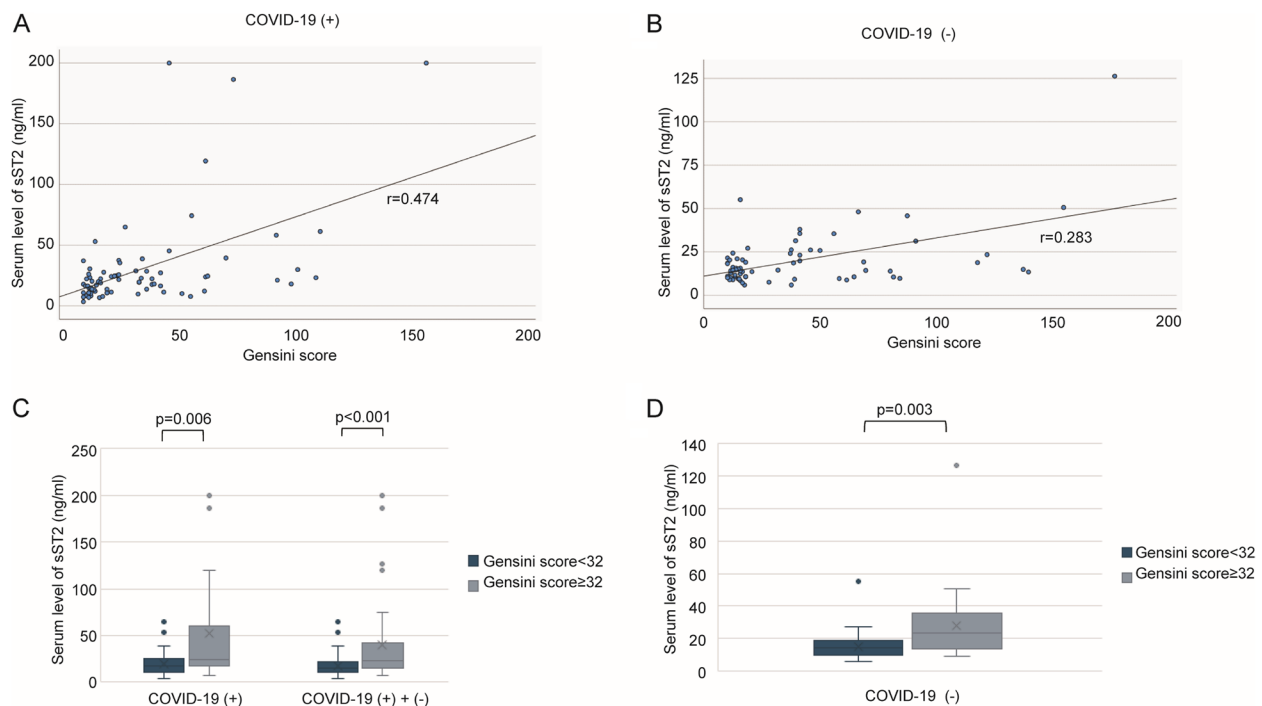 A
COVID-19 (+)
Serum level of sST2 (ng/ml)
200
150
100
50
0
r=0.474
0 50 100 150 200
Gensini score
B
COVID-19 (-)
Serum level of sST2 (ng/ml)
125
100
75
50
25
0
r=0.283
0 50 100 150 200
Gensini score
C
p=0.006 p<0.001
Serum level of sST2 (ng/ml)
250
200
150
100
50
0
COVID-19 (+) COVID-19 (+) + (-)
Gensini score<32
Gensini score≥32
D
p=0.003
Serum level of sST2 (ng/ml)
140
120
100
80
60
40
20
0
COVID-19 (-)
Gensini score<32
Gensini score≥32